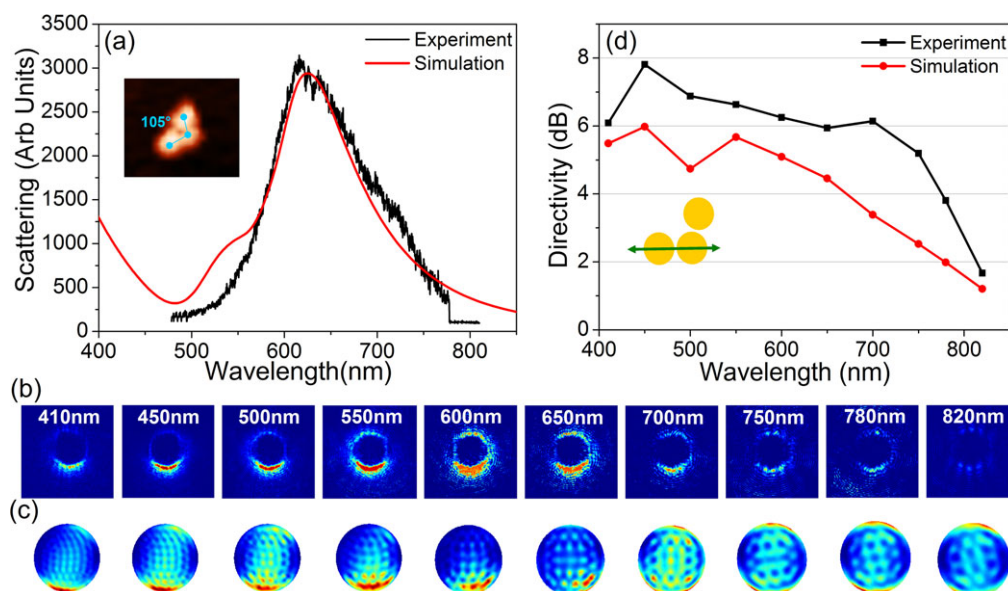 (a)
3500
3000
2500
2000
1500
1000
500
0
Scattering (Arb Units)
Experiment
Simulation
105°
400 500 600 700 800
Wavelength(nm)
(d)
8
6
4
2
0
Directivity (dB)
Experiment
Simulation
400 500 600 700 800
Wavelength (nm)
(b)
410nm 450nm 500nm 550nm 600nm 650nm 700nm 750nm 780nm 820nm
(c)